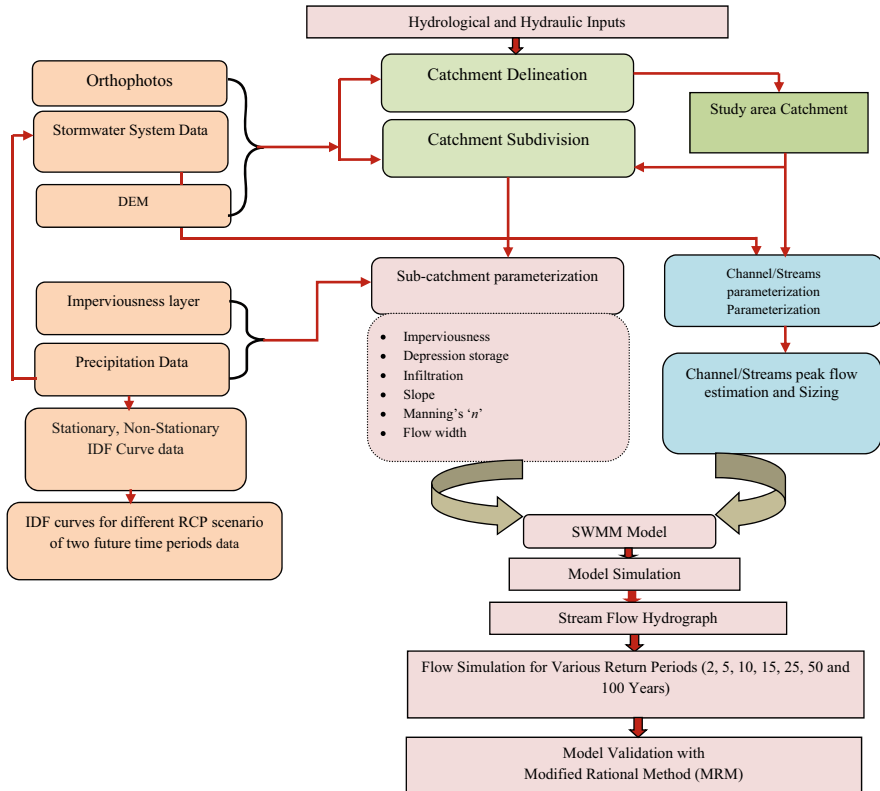 Hydrological and Hydraulic Inputs
Orthophotos
Stormwater System Data
DEM
Catchment Delineation
Catchment Subdivision
Study area Catchment
Imperviousness layer
Precipitation Data
Stationary, Non-Stationary
IDF Curve data
IDF curves for different RCP scenario
of two future time periods data
Sub-catchment parameterization
• Imperviousness
• Depression storage
• Infiltration
• Slope
• Manning's 'n'
• Flow width
Channel/Streams
parameterization
Parameterization
Channel/Streams peak flow
estimation and Sizing
SWMM Model
Model Simulation
Stream Flow Hydrograph
Flow Simulation for Various Return Periods (2, 5, 10, 15, 25, 50 and
100 Years)
Model Validation with
Modified Rational Method (MRM)